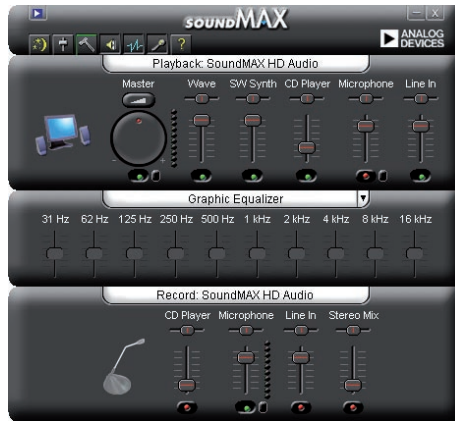 soundMAX
ANALOG DEVICES
?
Playback: SoundMAX HD Audio
Master Wave SW Synth CD Player Microphone Line In
Graphic Equalizer
31 Hz 62 Hz 125 Hz 250 Hz 500 Hz 1 kHz 2 kHz 4 kHz 8 kHz 16 kHz
Record: SoundMAX HD Audio
CD Player Microphone Line In Stereo Mix